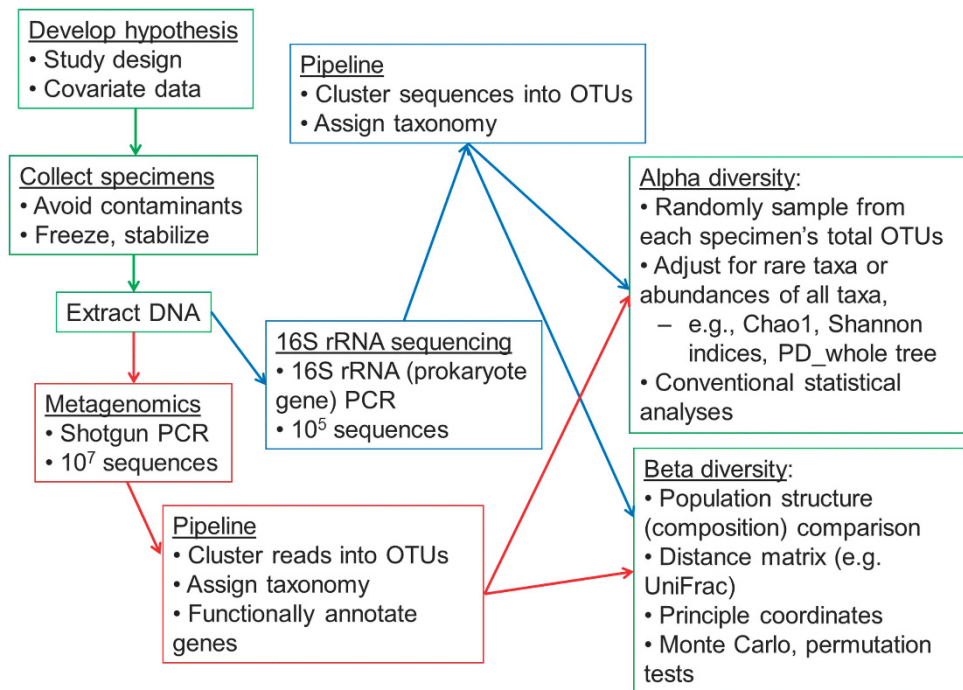 Develop hypothesis
• Study design
• Covariate data
Collect specimens
• Avoid contaminants
• Freeze, stabilize
Extract DNA
Metagenomics
• Shotgun PCR
• 10⁷ sequences
Pipeline
• Cluster reads into OTUs
• Assign taxonomy
• Functionally annotate
genes
16S rRNA sequencing
• 16S rRNA (prokaryote
gene) PCR
• 10⁵ sequences
Pipeline
• Cluster sequences into OTUs
• Assign taxonomy
Alpha diversity:
• Randomly sample from
each specimen's total OTUs
• Adjust for rare taxa or
abundances of all taxa,
– e.g., Chao1, Shannon
indices, PD_whole tree
• Conventional statistical
analyses
Beta diversity:
• Population structure
(composition) comparison
• Distance matrix (e.g.
UniFrac)
• Principle coordinates
• Monte Carlo, permutation
tests